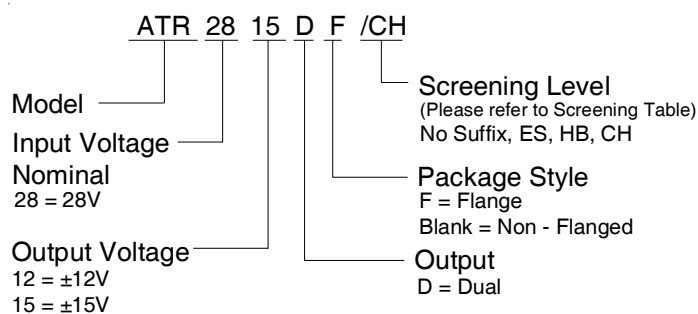 ATR 28 15 D F /CH
Model
Input Voltage
Nominal
28 = 28V
Output Voltage
12 = ±12V
15 = ±15V
Screening Level
(Please refer to Screening Table)
No Suffix, ES, HB, CH
Package Style
F = Flange
Blank = Non - Flanged
Output
D = Dual